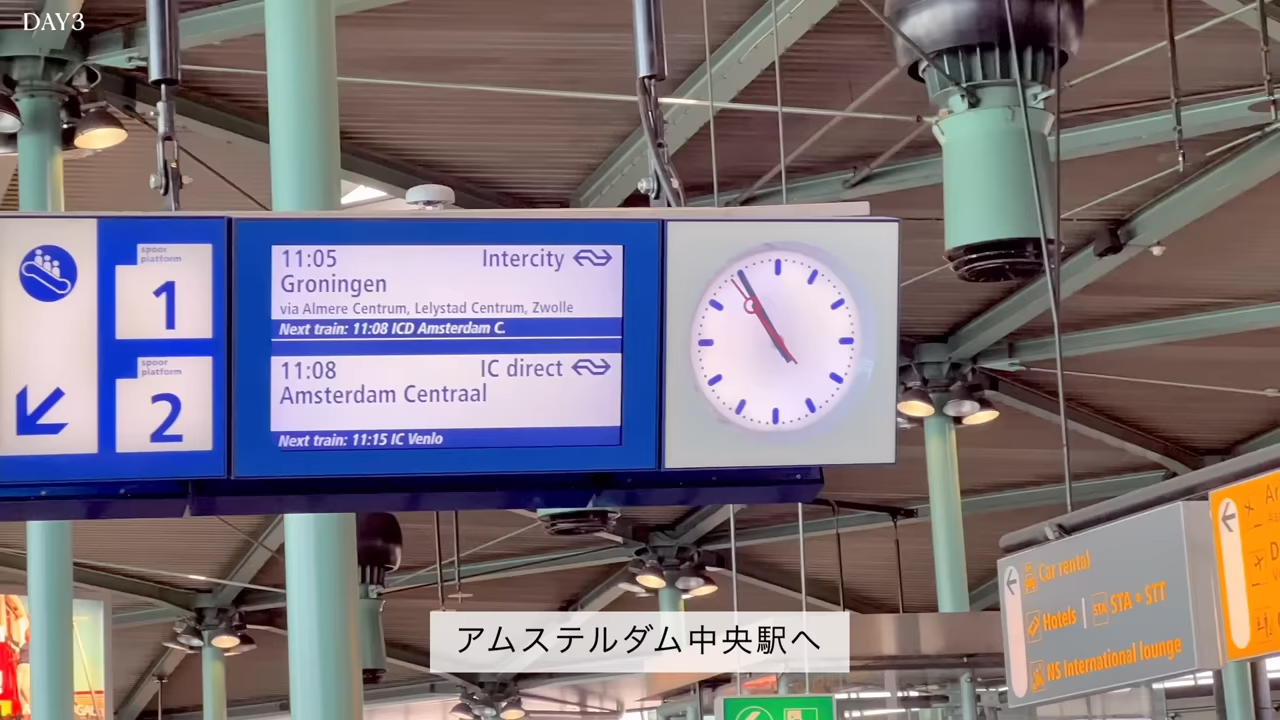 DAY3
spoor
platform
1
spoor
platform
2
11:05 Intercity
Groningen
via Almere Centrum, Lelystad Centrum, Zwolle
Next train: 11:08 ICD Amsterdam C.
11:08 IC direct
Amsterdam Centraal
Next train: 11:15 IC Venlo
Car rental
Hotels | STA STA + STT
NS International lounge
アムステルダム中央駅へ